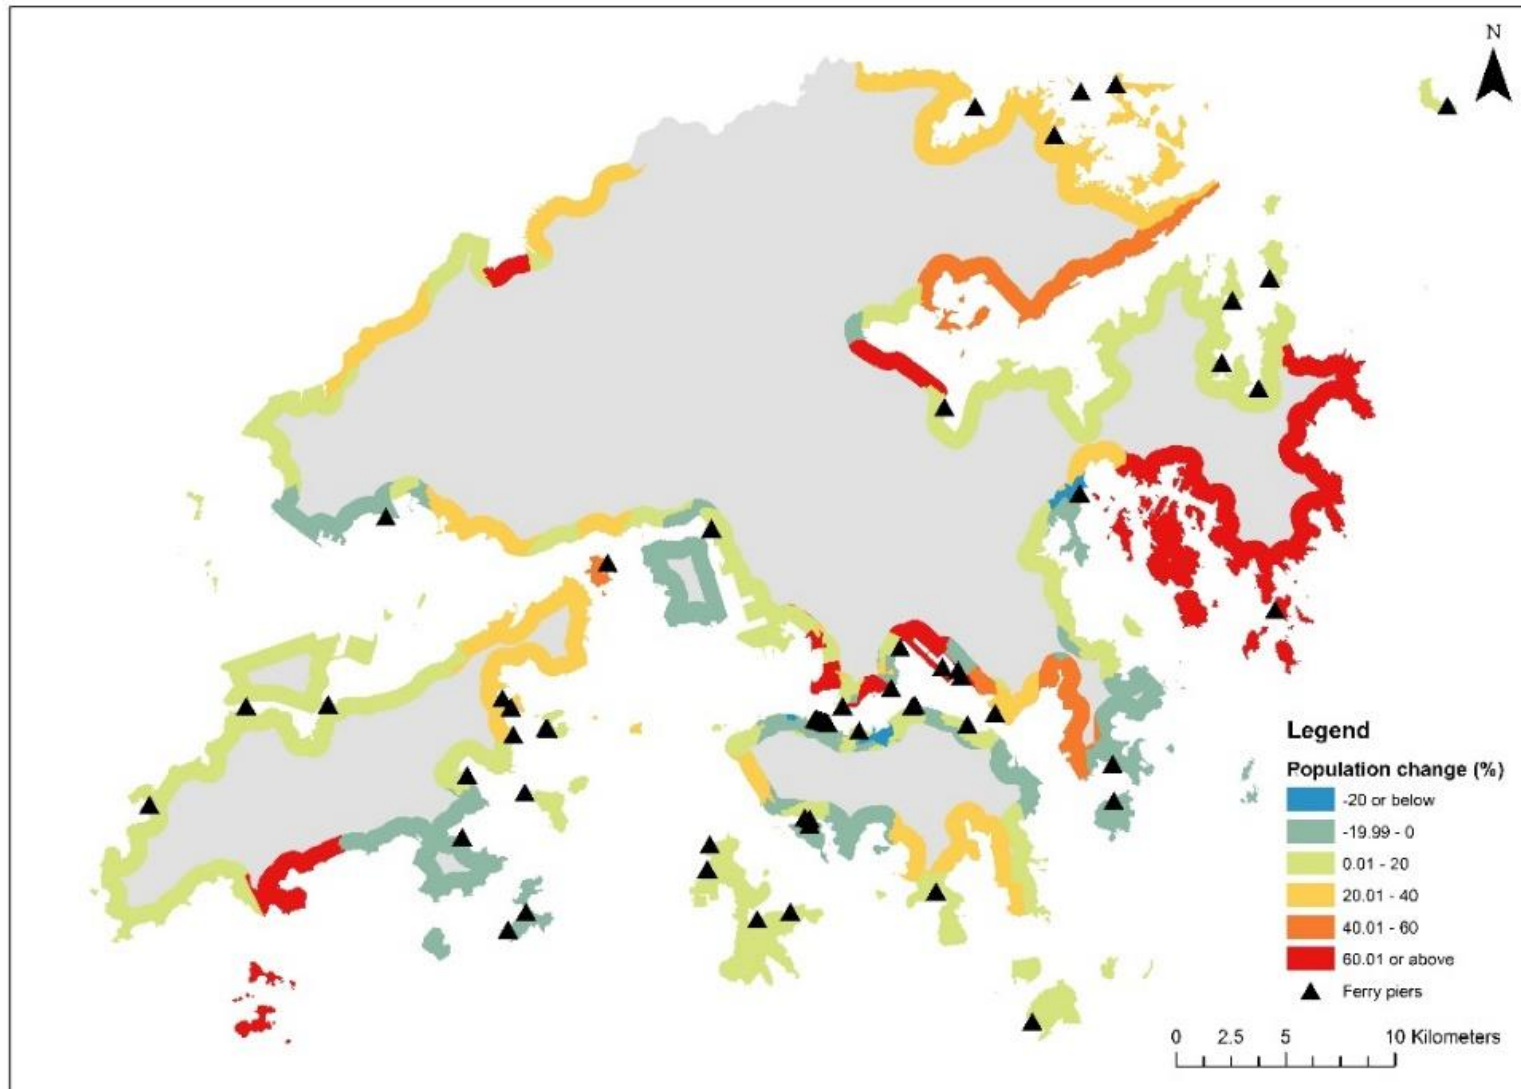 N
Legend
Population change (%)
-20 or below
-19.99 - 0
0.01 - 20
20.01 - 40
40.01 - 60
60.01 or above
Ferry piers
0 2.5 5 10 Kilometers